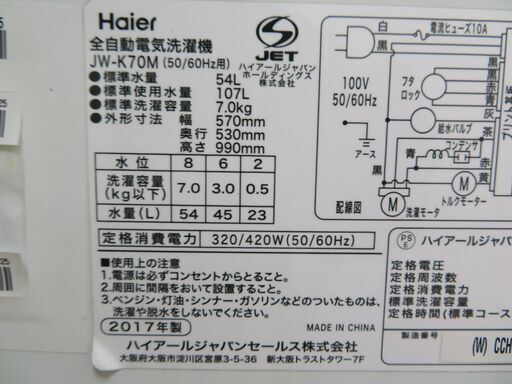 Haier
全自動電気洗濯機
JW-K70M(50/60Hz用)
JET
ハイアールジャパン
ホールディングス
株式会社
●標準水量 54L
●標準使用水量 107L
●標準洗濯容量 7.0kg
●外形寸法 幅 570mm
奥行 530mm
高さ 990mm
水位 8 6 2
洗濯容量(kg以下) 7.0 3.0 0.5
水量(L) 54 45 23
定格消費電力 320/420W(50/60Hz)
■使用上の注意
1.電源は必ずコンセントからとること。
2.周囲に間隔をおいて設置すること。
3.ベンジン・灯油・シンナー・ガソリンなどのついたものは、
洗濯や脱水をしないでください。
2017年製
MADE IN CHINA
ハイアールジャパンセールス株式会社
大阪府大阪市淀川区宮原3-5-36 新大阪トラストタワー7F
白
電流ヒューズ10A
黒
100V
50/60Hz
アース
黒
フタ
ロック
黒
黒
赤
青
灰
給水バルブ
茶
コンデンサ
青
赤
黄
M
トルクモーター
M
洗濯モータ
配線図
PS
E
ハイアールジャパン
定格電圧
定格周波数
定格消費電力
標準洗濯容量
定格時間(標準コース
製造番号
(W) CCH
25
25